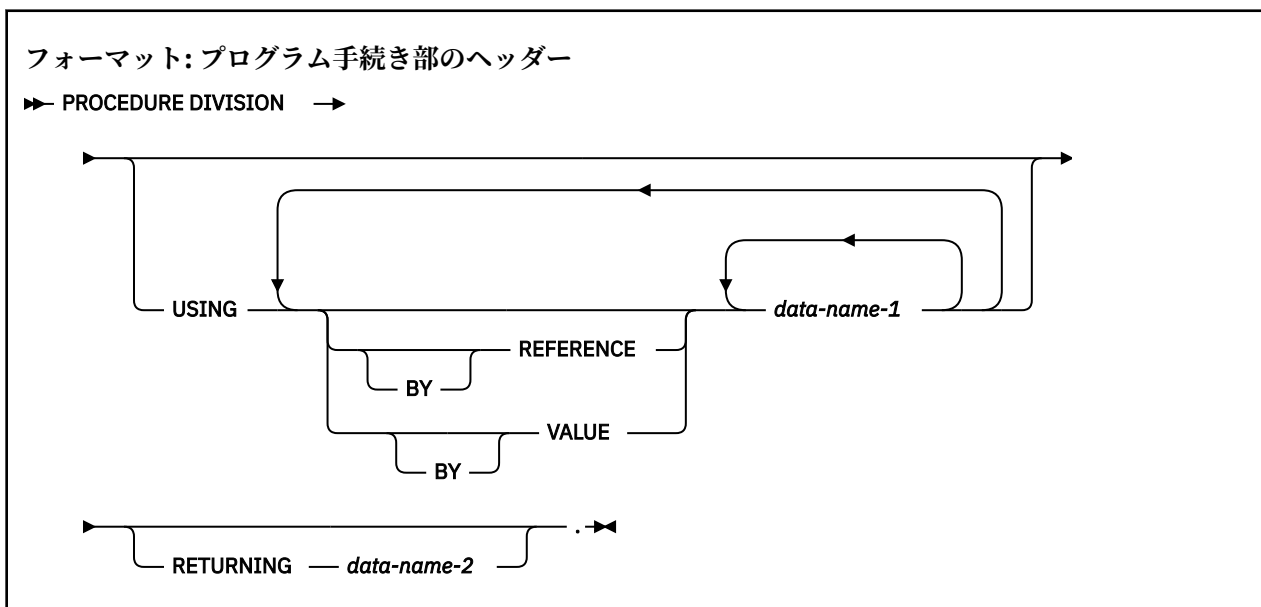 フォーマット: プログラム手続き部のヘッダー
PROCEDURE DIVISION
USING data-name-1
REFERENCE
BY
VALUE
BY
.
RETURNING data-name-2